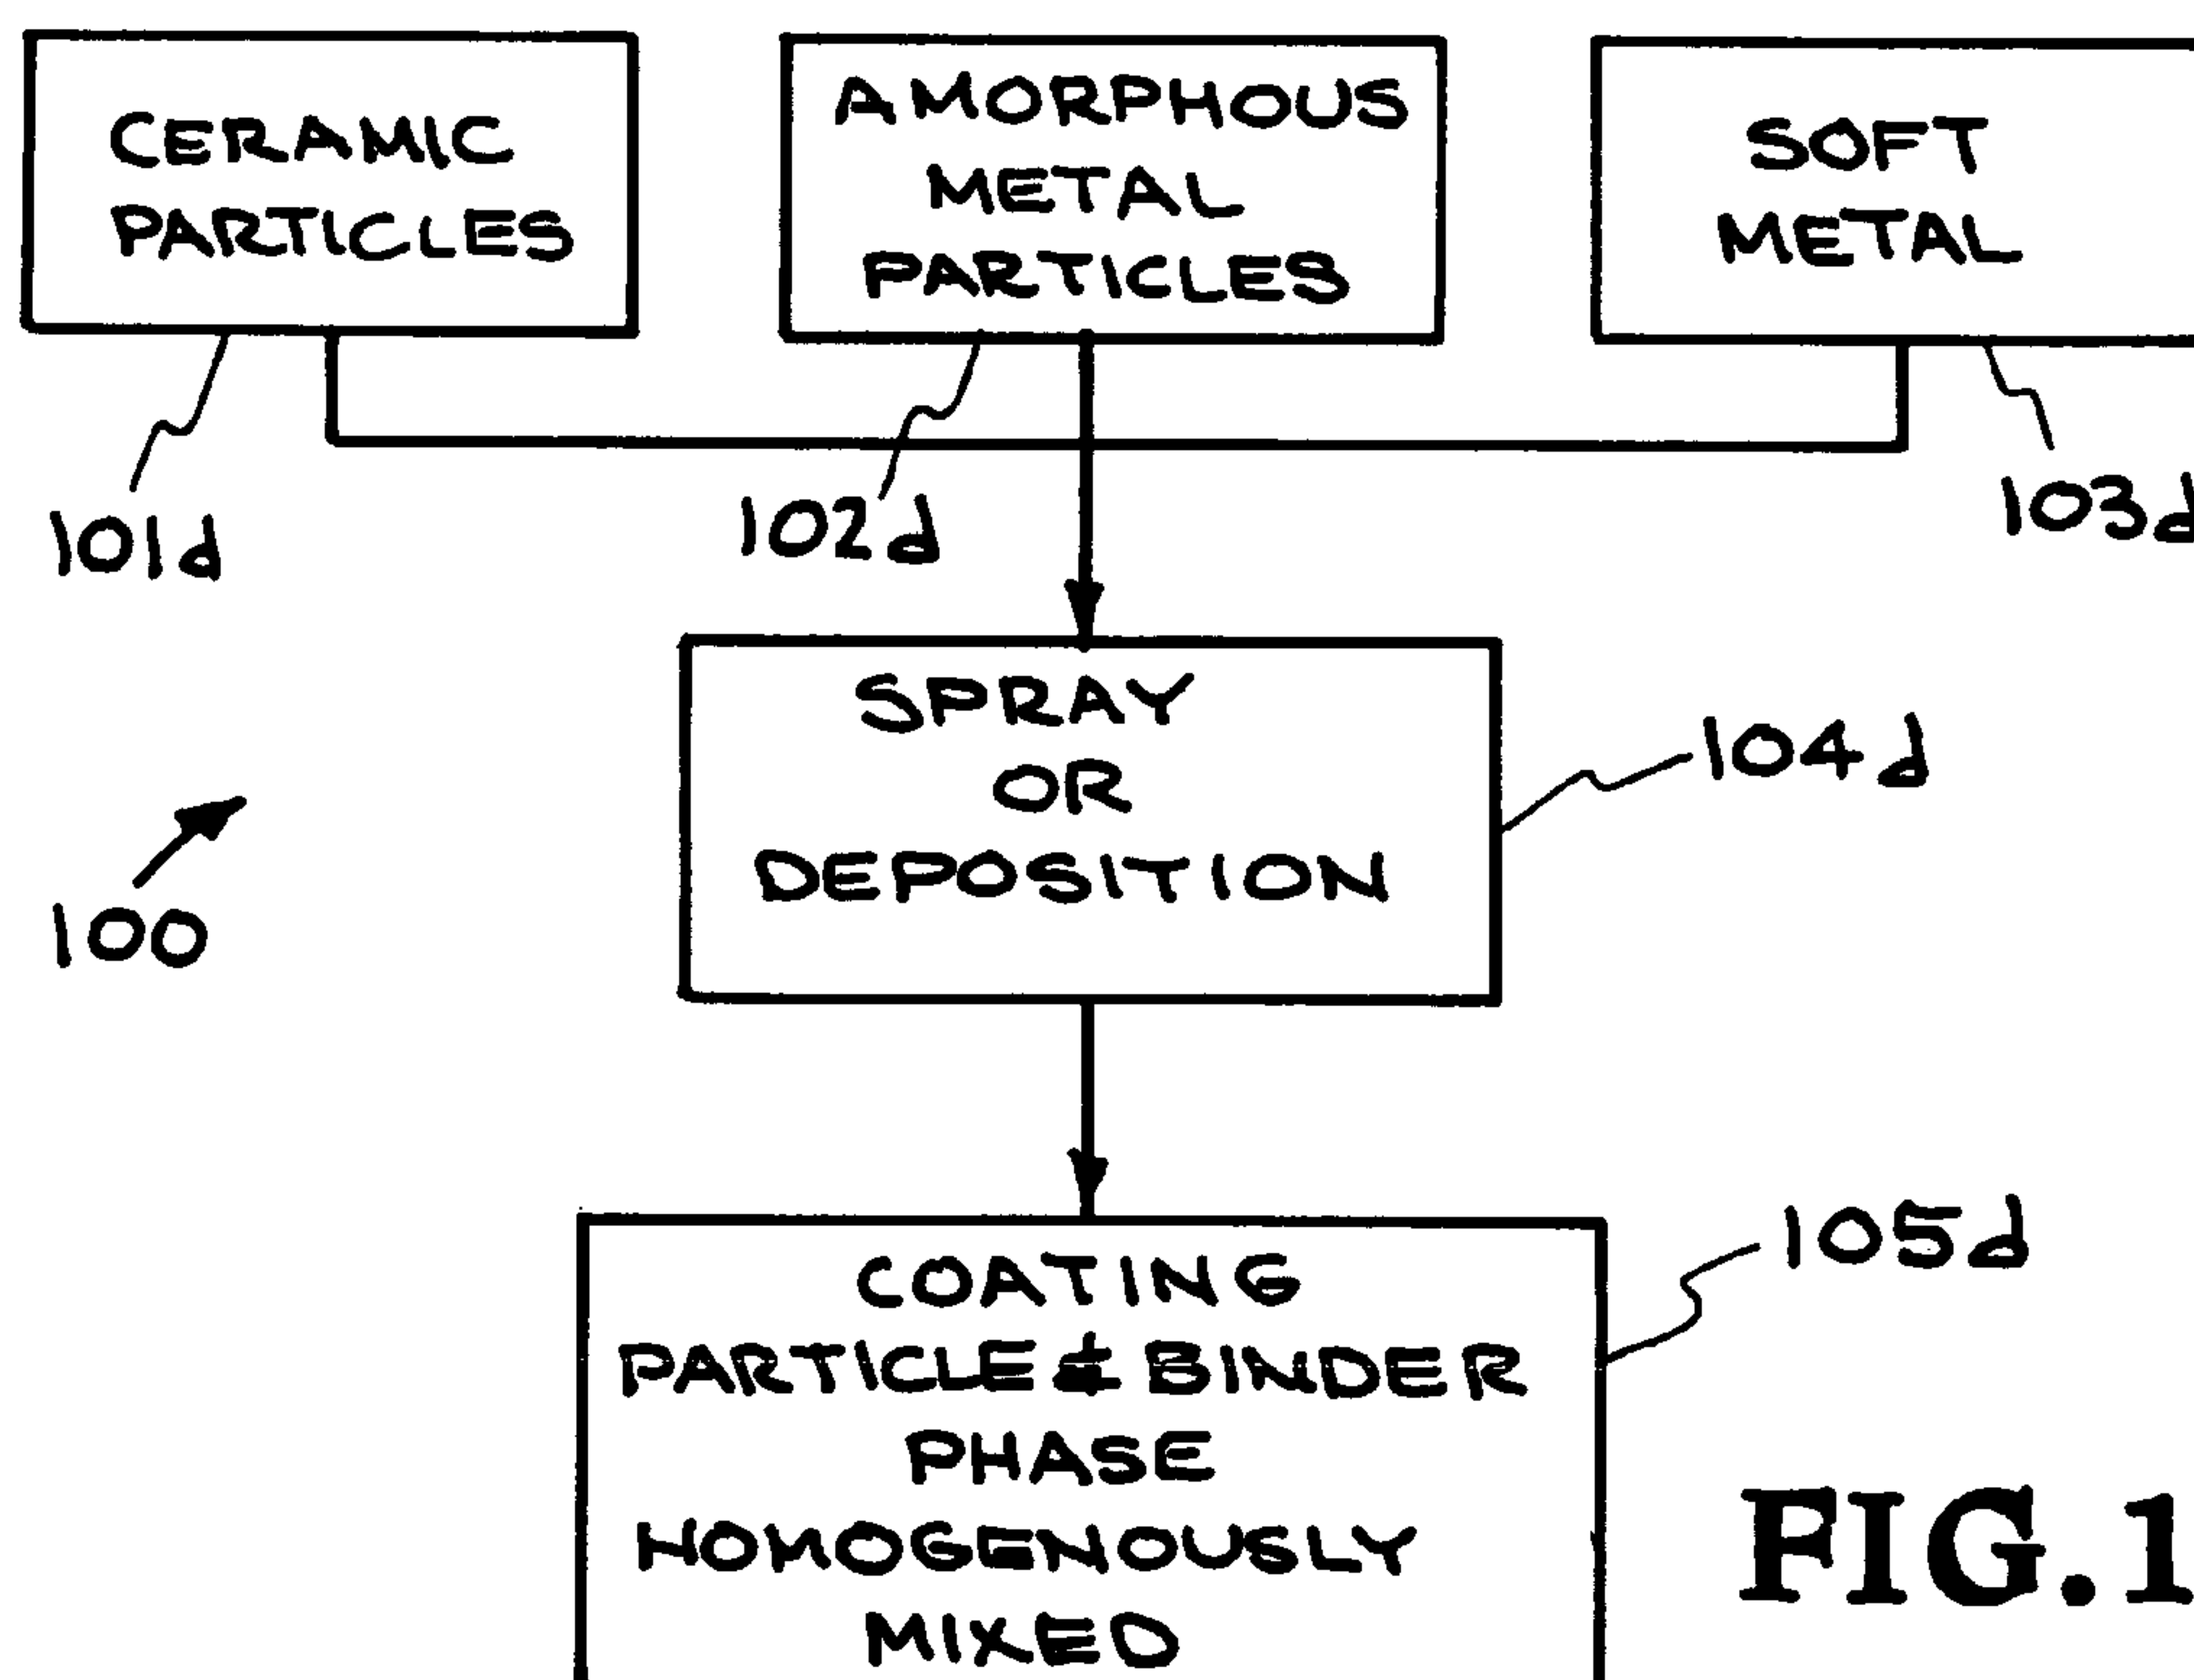 CERAMIC
PARTICLES
AMORPHOUS
METAL
PARTICLES
SOFT
METAL
101d
102d
103d
SPRAY
OR
DEPOSITION
104d
100
COATING
PARTICLE & BINDER
PHASE
HOMOGENOUSLY
MIXED
105d
FIG.1